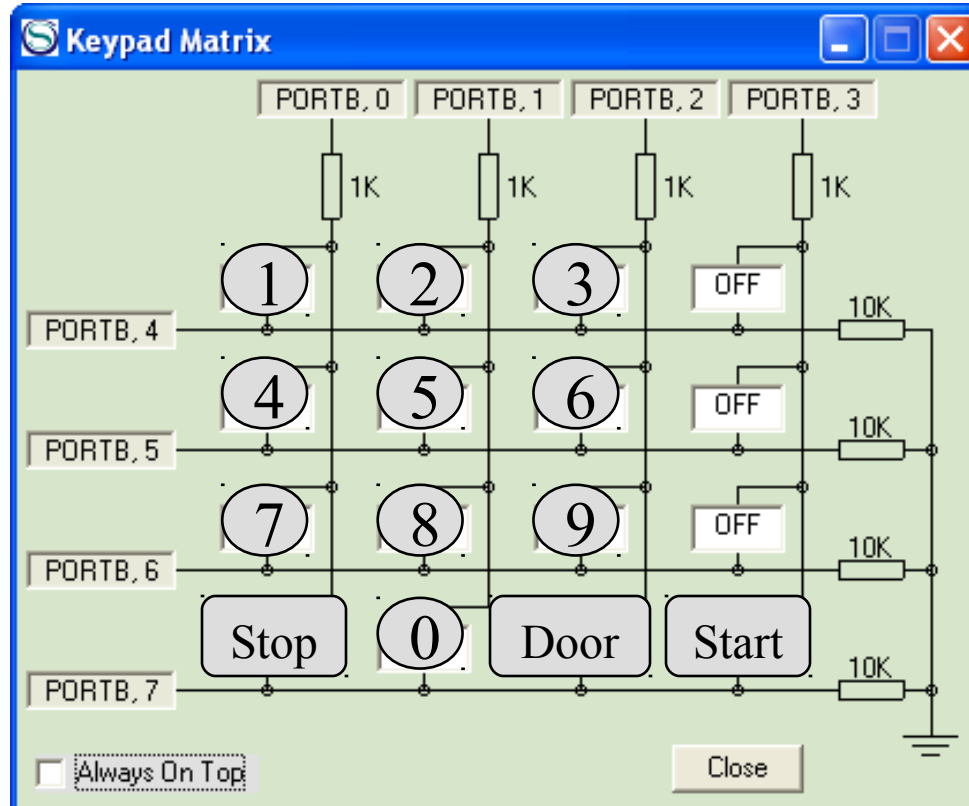 Keypad Matrix
PORTB, 0 PORTB, 1 PORTB, 2 PORTB, 3
1K 1K 1K 1K
1 2 3 OFF
10K
PORTB, 4
4 5 6 OFF
10K
PORTB, 5
7 8 9 OFF
10K
PORTB, 6
Stop 0 Door Start
10K
PORTB, 7
Always On Top Close